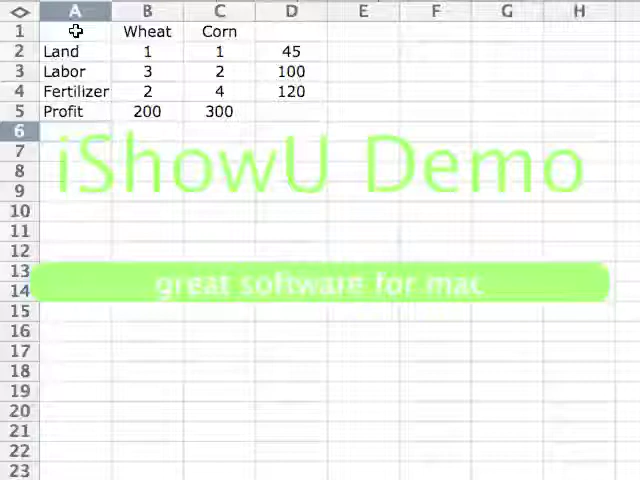 A B C D E F G H
1 Wheat Corn
2 Land 1 1 45
3 Labor 3 2 100
4 Fertilizer 2 4 120
5 Profit 200 300
6
iShowU Demo
7
8
9
10
11
12
13
great software for mac
14
15
16
17
18
19
20
21
22
23